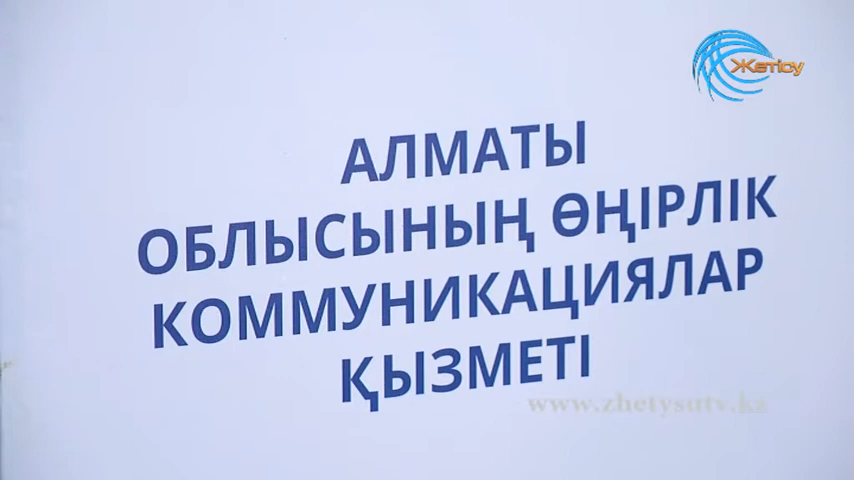 Жетісу
АЛМАТЫ
ОБЛЫСЫНЫҢ ӨҢІРЛІК
КОММУНИКАЦИЯЛАР
ҚЫЗМЕТІ
www.zhetysutv.kz